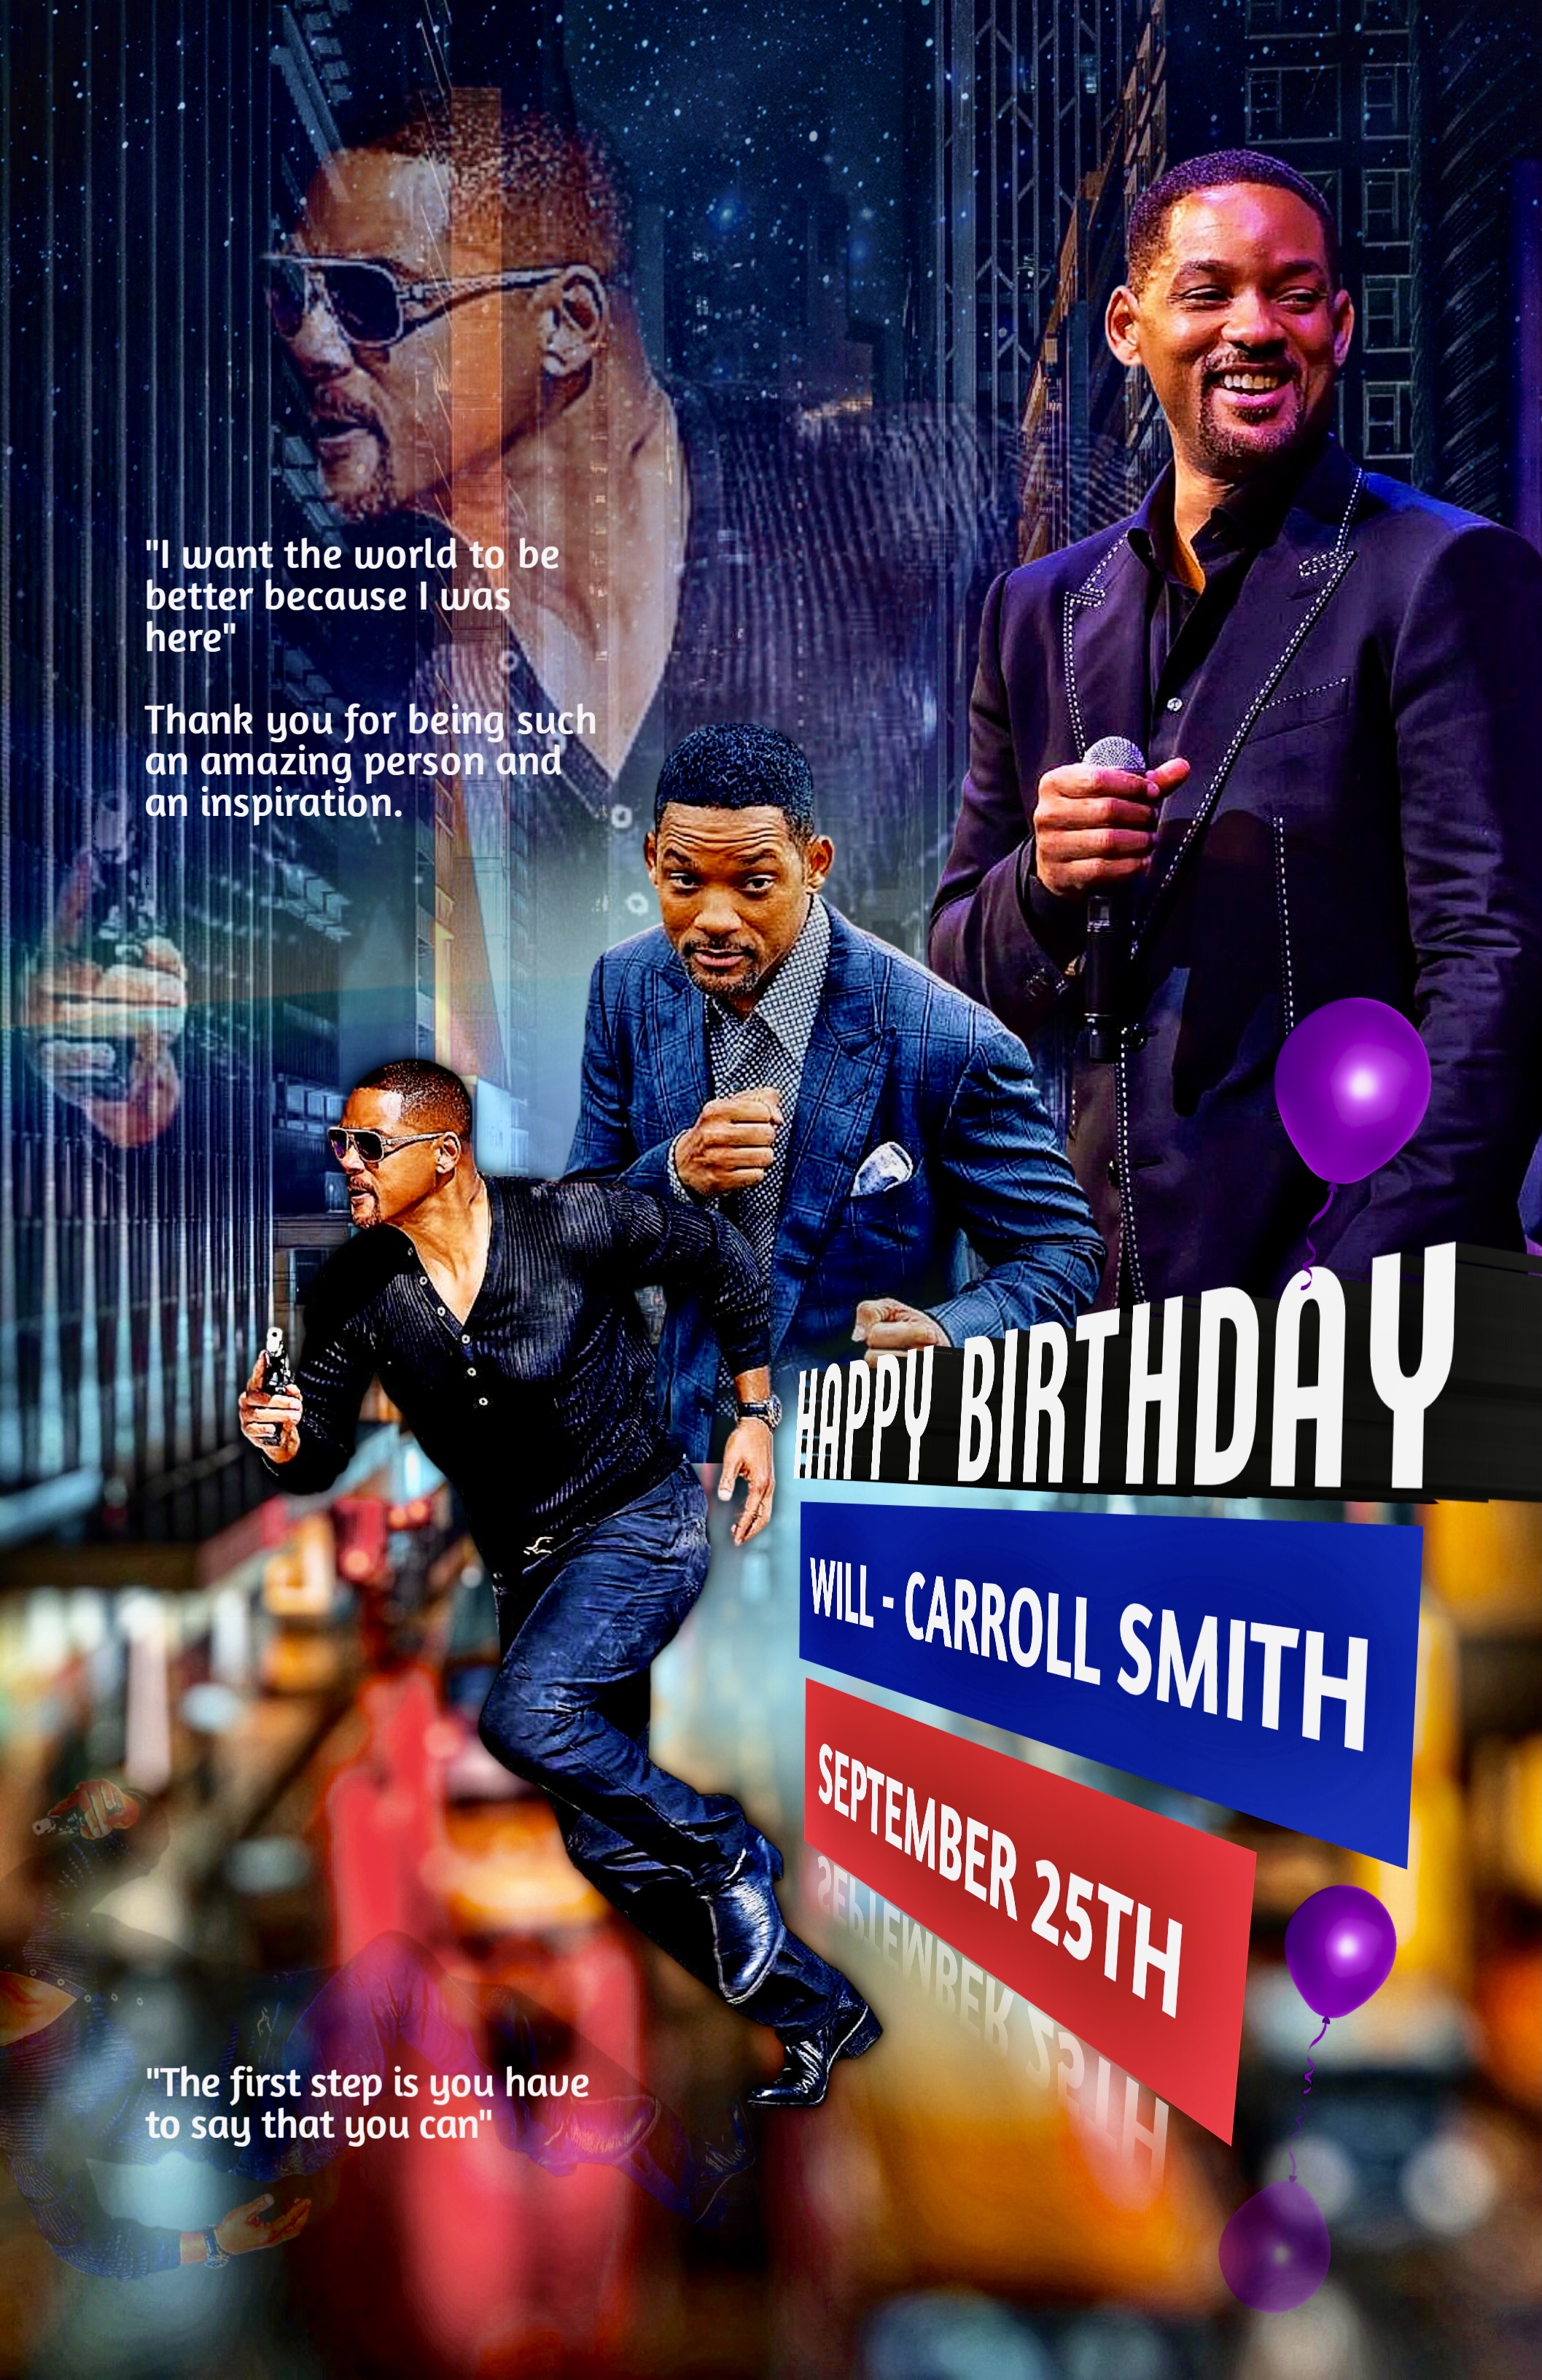 "I want the world to be
better because I was
here"
Thank you for being such
an amazing person and
an inspiration.
HAPPY BIRTHDAY
WILL - CARROLL SMITH
SEPTEMBER 25TH
SEPTEMBER 25TH
"The first step is you have
to say that you can"